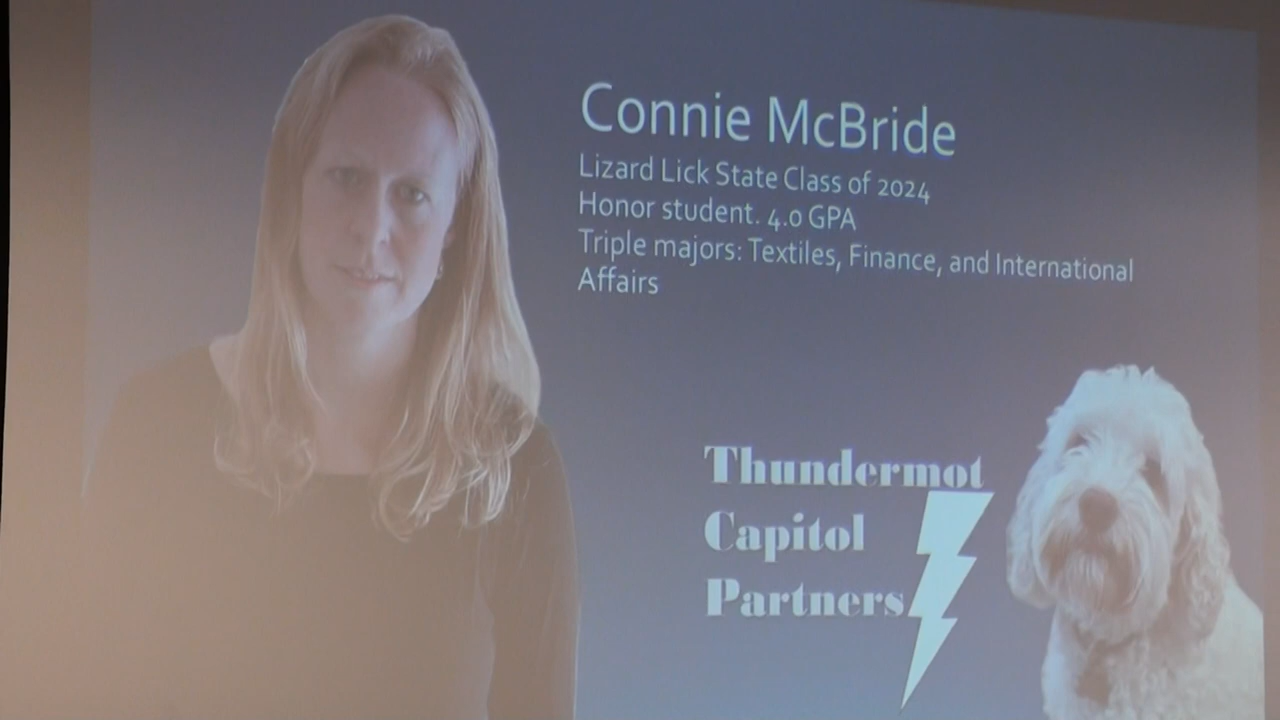 Connie McBride
Lizard Lick State Class of 2024
Honor student. 4.0 GPA
Triple majors: Textiles, Finance, and International
Affairs
Thundermot
Capitol
Partners